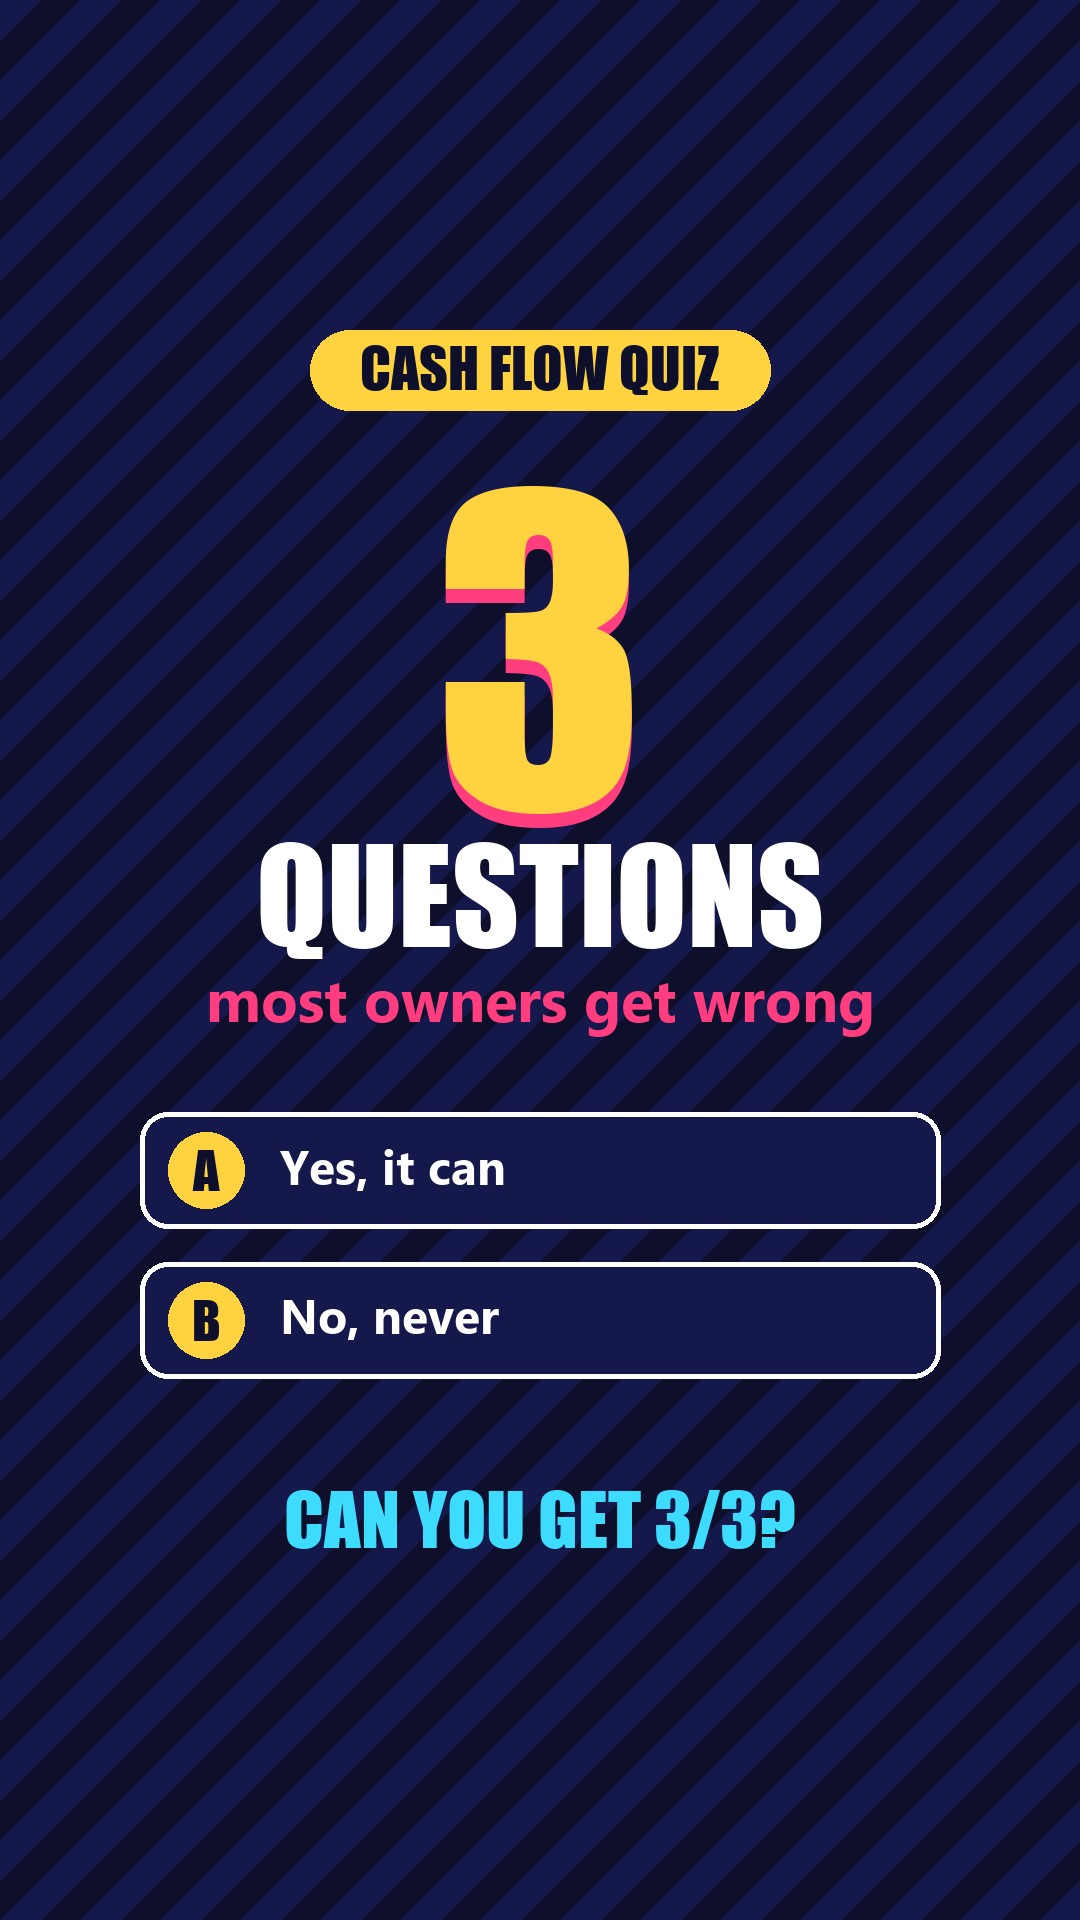 CASH FLOW QUIZ
3
QUESTIONS
most owners get wrong
A Yes, it can
B No, never
CAN YOU GET 3/3?